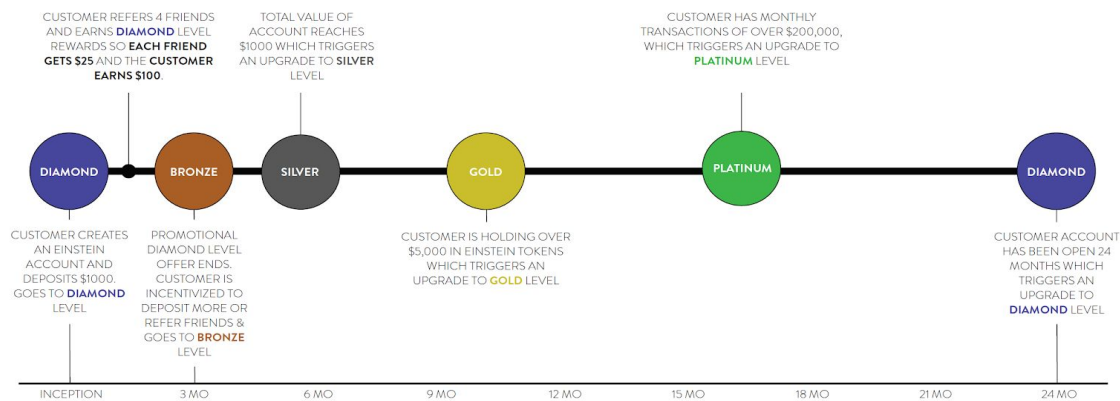 CUSTOMER REFERS 4 FRIENDS
AND EARNS DIAMOND LEVEL
REWARDS SO EACH FRIEND
GETS $25 AND THE CUSTOMER
EARNS $100.
TOTAL VALUE OF
ACCOUNT REACHES
$1000 WHICH TRIGGERS
AN UPGRADE TO SILVER
LEVEL
CUSTOMER HAS MONTHLY
TRANSACTIONS OF OVER $200,000,
WHICH TRIGGERS AN UPGRADE TO
PLATINUM LEVEL
DIAMOND
BRONZE
SILVER
GOLD
PLATINUM
DIAMOND
CUSTOMER CREATES
AN EINSTEIN
ACCOUNT AND
DEPOSITS $1000.
GOES TO DIAMOND
LEVEL
PROMOTIONAL
DIAMOND LEVEL
OFFER ENDS.
CUSTOMER IS
INCENTIVIZED TO
DEPOSIT MORE OR
REFER FRIENDS &
GOES TO BRONZE
LEVEL
CUSTOMER IS HOLDING OVER
$5,000 IN EINSTEIN TOKENS
WHICH TRIGGERS AN
UPGRADE TO GOLD LEVEL
CUSTOMER ACCOUNT
HAS BEEN OPEN 24
MONTHS WHICH
TRIGGERS AN
UPGRADE TO
DIAMOND LEVEL
INCEPTION
3 MO
6 MO
9 MO
12 MO
15 MO
18 MO
21 MO
24 MO